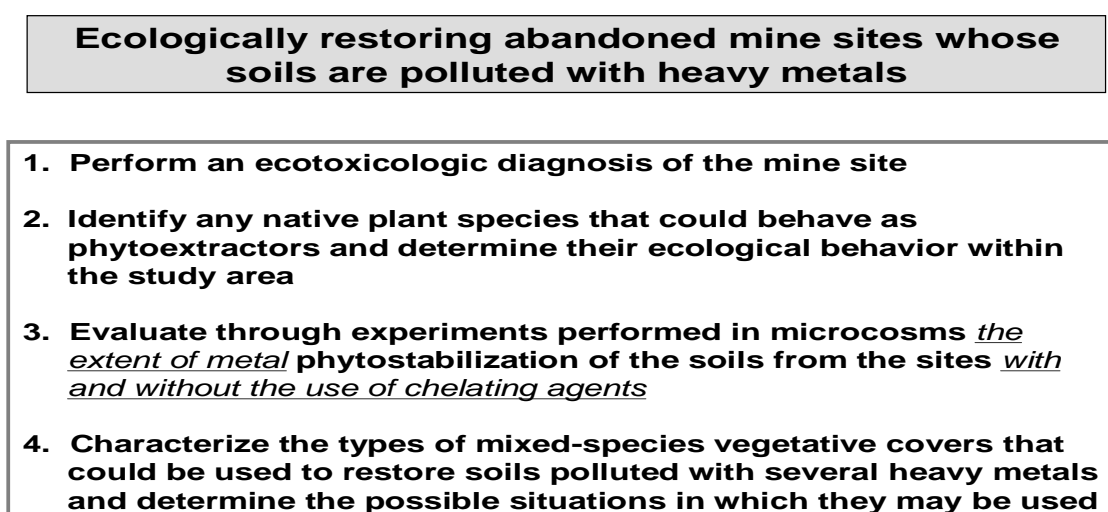 Ecologically restoring abandoned mine sites whose
soils are polluted with heavy metals
1. Perform an ecotoxicologic diagnosis of the mine site
2. Identify any native plant species that could behave as
phytoextractors and determine their ecological behavior within
the study area
3. Evaluate through experiments performed in microcosms the
extent of metal phytostabilization of the soils from the sites with
and without the use of chelating agents
4. Characterize the types of mixed-species vegetative covers that
could be used to restore soils polluted with several heavy metals
and determine the possible situations in which they may be used